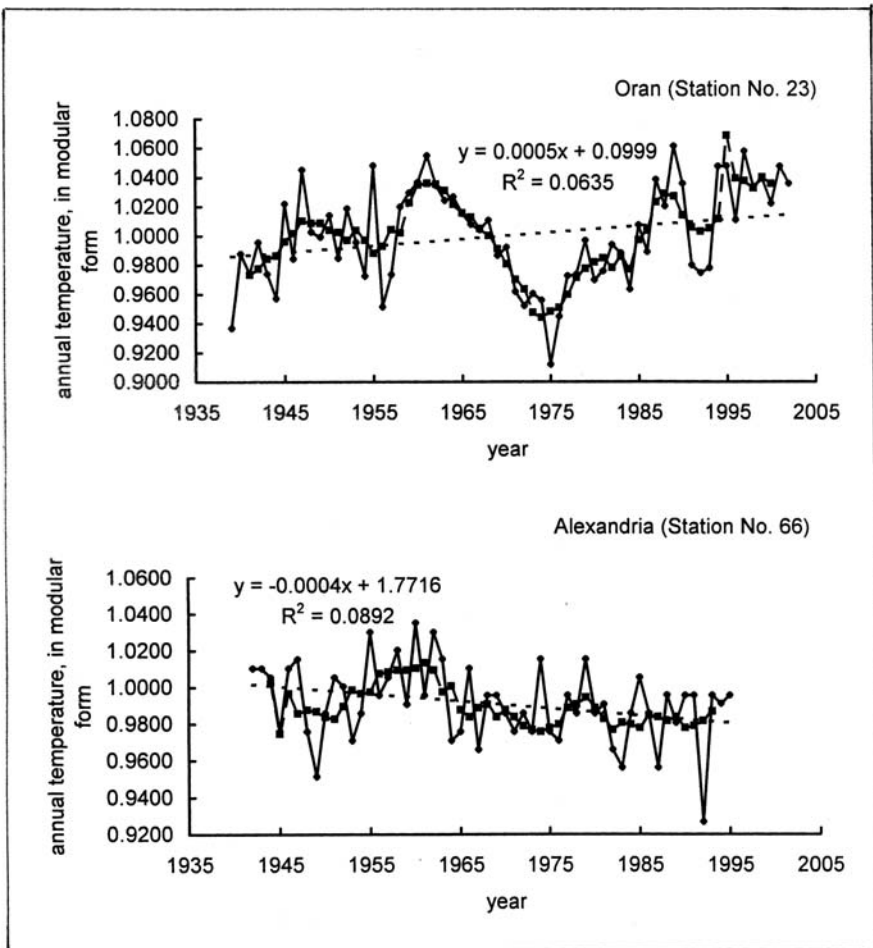 Oran (Station No. 23)
annual temperature, in modular
form
1.0800
1.0600
1.0400
1.0200
1.0000
0.9800
0.9600
0.9400
0.9200
0.9000
y = 0.0005x + 0.0999
R² = 0.0635
1935 1945 1955 1965 1975 1985 1995 2005
year
Alexandria (Station No. 66)
annual temperature, in modular
form
1.0600
1.0400
1.0200
1.0000
0.9800
0.9600
0.9400
0.9200
y = -0.0004x + 1.7716
R² = 0.0892
1935 1945 1955 1965 1975 1985 1995 2005
year